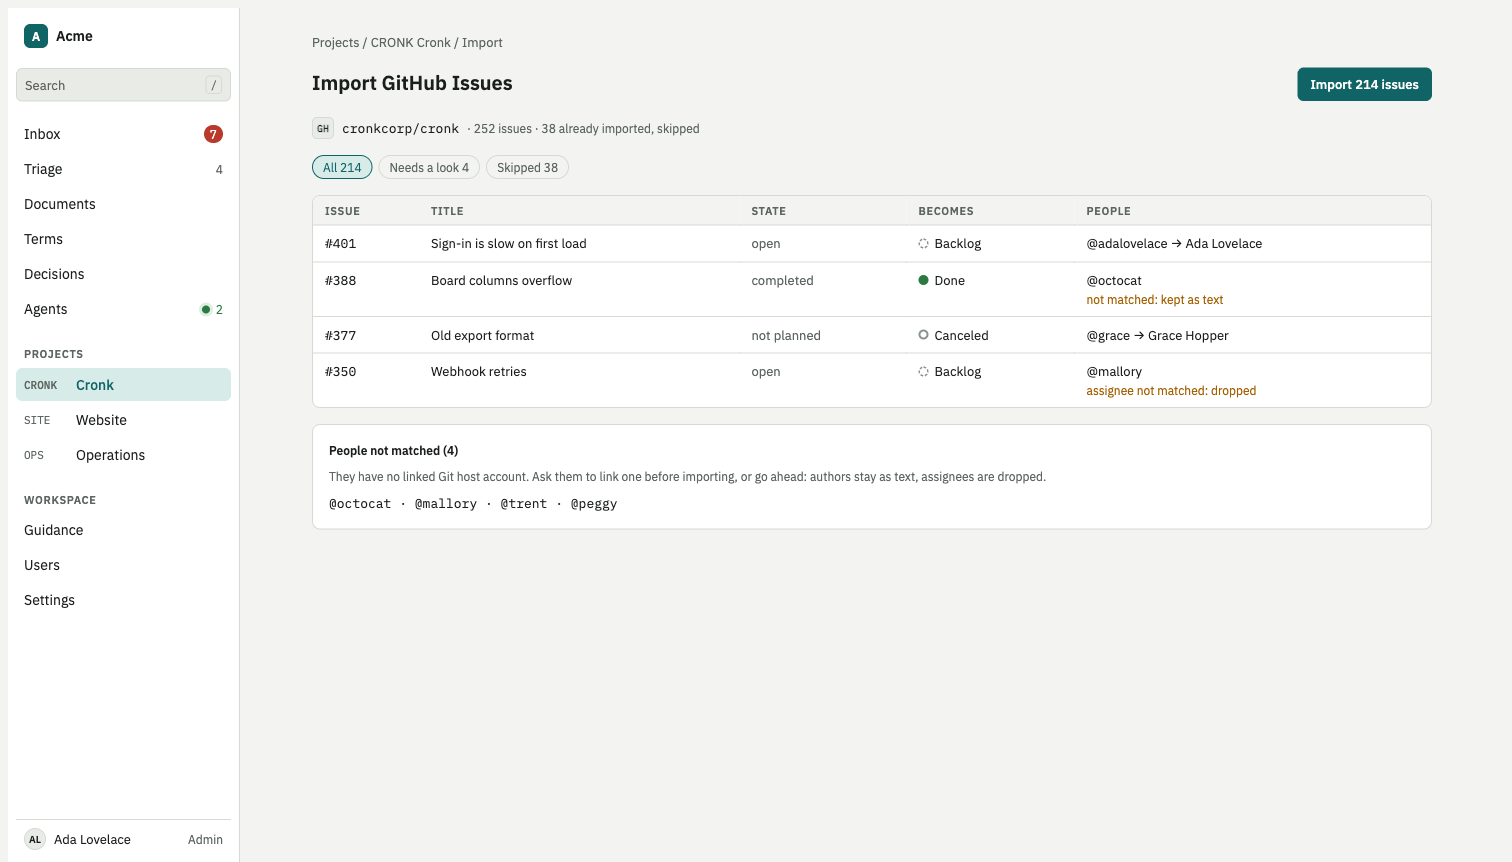 A Acme
Search /
Inbox 7
Triage 4
Documents
Terms
Decisions
Agents 2
PROJECTS
CRONK Cronk
SITE Website
OPS Operations
WORKSPACE
Guidance
Users
Settings
AL Ada Lovelace Admin
Projects / CRONK Cronk / Import
Import GitHub Issues
Import 214 issues
GH cronkcorp/cronk · 252 issues · 38 already imported, skipped
All 214 Needs a look 4 Skipped 38
ISSUE TITLE STATE BECOMES PEOPLE
#401 Sign-in is slow on first load open Backlog @adalovelace → Ada Lovelace
#388 Board columns overflow completed Done @octocat
not matched: kept as text
#377 Old export format not planned Canceled @grace → Grace Hopper
#350 Webhook retries open Backlog @mallory
assignee not matched: dropped
People not matched (4)
They have no linked Git host account. Ask them to link one before importing, or go ahead: authors stay as text, assignees are dropped.
@octocat · @mallory · @trent · @peggy